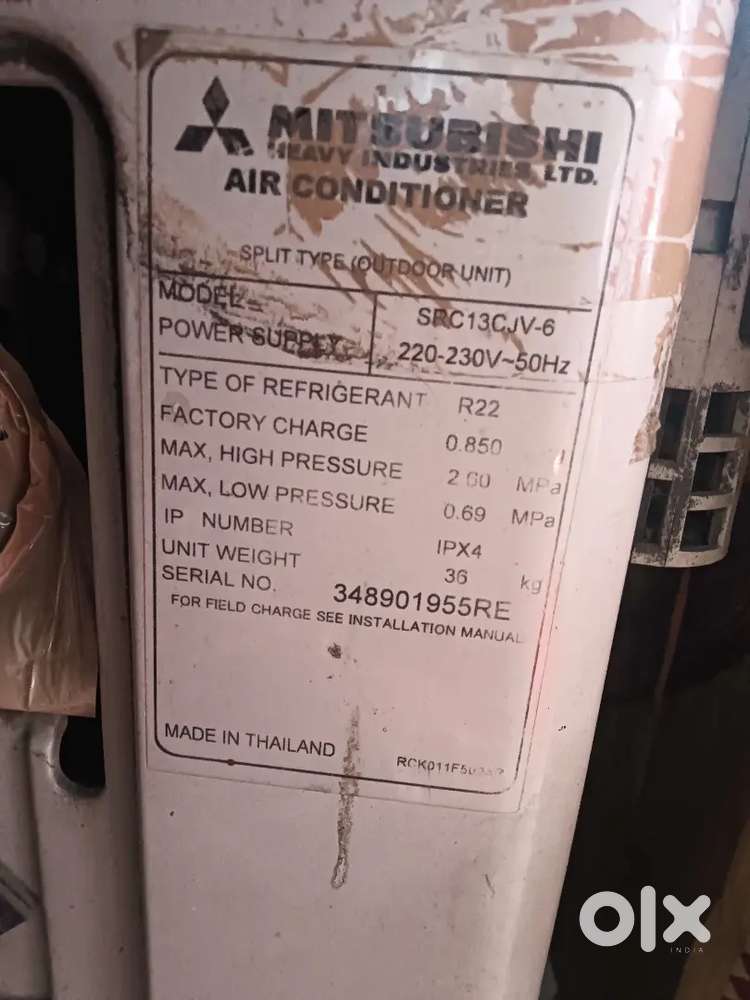 MITSUBISHI
HEAVY INDUSTRIES, LTD.
AIR CONDITIONER
SPLIT TYPE (OUTDOOR UNIT)
MODEL SRC13CJV-6
POWER SUPPLY 220-230V~50Hz
TYPE OF REFRIGERANT R22
FACTORY CHARGE 0.850
MAX, HIGH PRESSURE 2.60 MPa
MAX, LOW PRESSURE 0.69 MPa
IP NUMBER IPX4
UNIT WEIGHT 36 kg
SERIAL NO. 348901955RE
FOR FIELD CHARGE SEE INSTALLATION MANUAL
MADE IN THAILAND
olx
INDIA